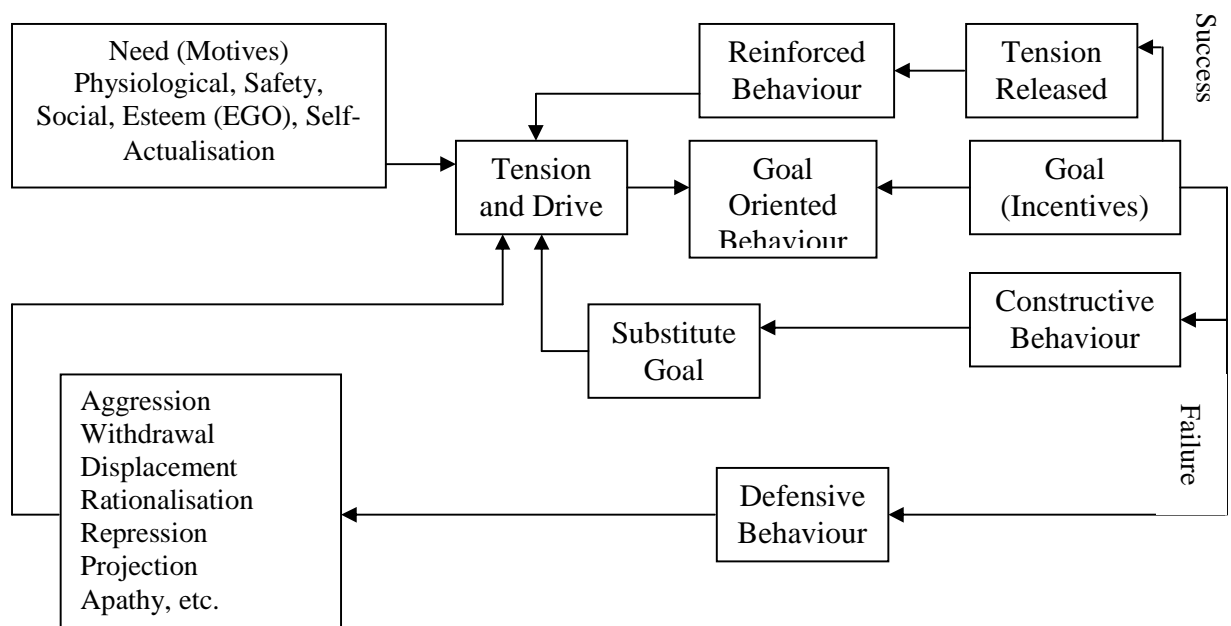 Need (Motives)
Physiological, Safety,
Social, Esteem (EGO), Self-
Actualisation
Reinforced
Behaviour
Tension
Released
Success
Tension
and Drive
Goal
Oriented
Behaviour
Goal
(Incentives)
Substitute
Goal
Constructive
Behaviour
Failure
Aggression
Withdrawal
Displacement
Rationalisation
Repression
Projection
Apathy, etc.
Defensive
Behaviour